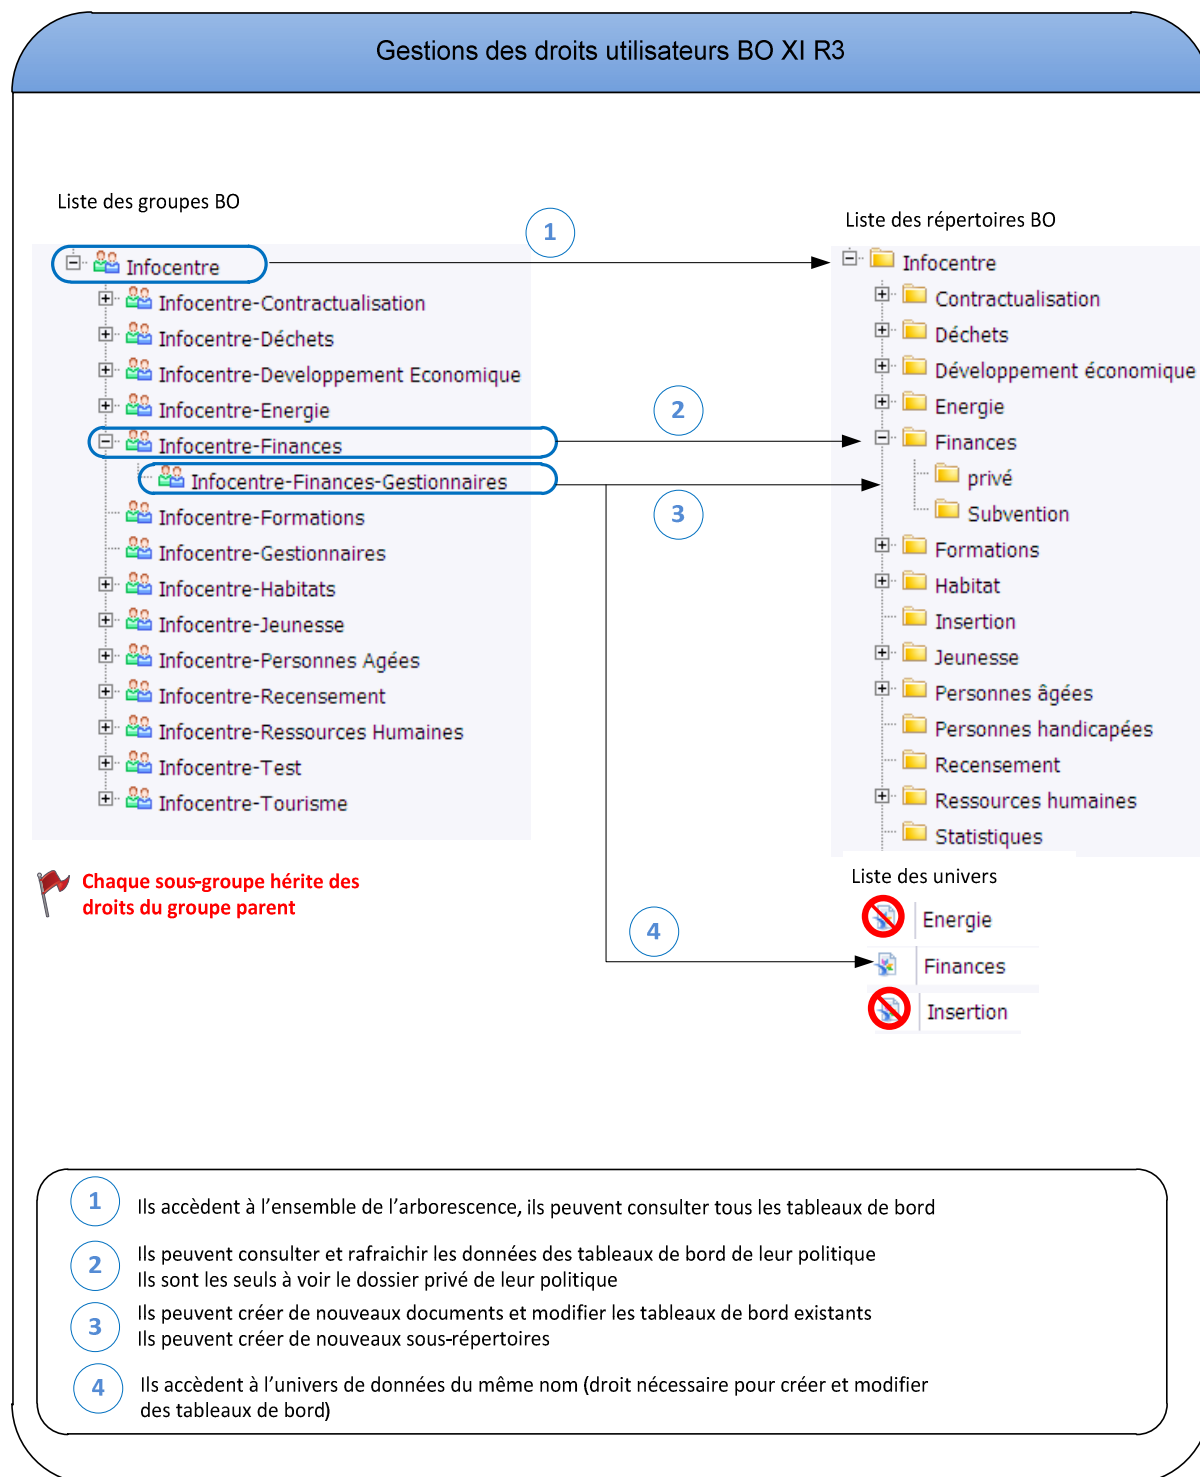 Gestions des droits utilisateurs BO XI R3
Liste des groupes BO
1
Infocentre
Infocentre-Contractualisation
Infocentre-Déchets
Infocentre-Developpement Economique
Infocentre-Energie
Infocentre-Finances
Infocentre-Finances-Gestionnaires
Infocentre-Formations
Infocentre-Gestionnaires
Infocentre-Habitats
Infocentre-Jeunesse
Infocentre-Personnes Agées
Infocentre-Recensement
Infocentre-Ressources Humaines
Infocentre-Test
Infocentre-Tourisme
Chaque sous-groupe hérite des
droits du groupe parent
2
3
4
Liste des répertoires BO
Infocentre
Contractualisation
Déchets
Développement économique
Energie
Finances
privé
Subvention
Formations
Habitat
Insertion
Jeunesse
Personnes âgées
Personnes handicapées
Recensement
Ressources humaines
Statistiques
Liste des univers
Energie
Finances
Insertion
1 Ils accèdent à l'ensemble de l'arborescence, ils peuvent consulter tous les tableaux de bord
2 Ils peuvent consulter et rafraichir les données des tableaux de bord de leur politique
Ils sont les seuls à voir le dossier privé de leur politique
3 Ils peuvent créer de nouveaux documents et modifier les tableaux de bord existants
Ils peuvent créer de nouveaux sous-répertoires
4 Ils accèdent à l'univers de données du même nom (droit nécessaire pour créer et modifier
des tableaux de bord)